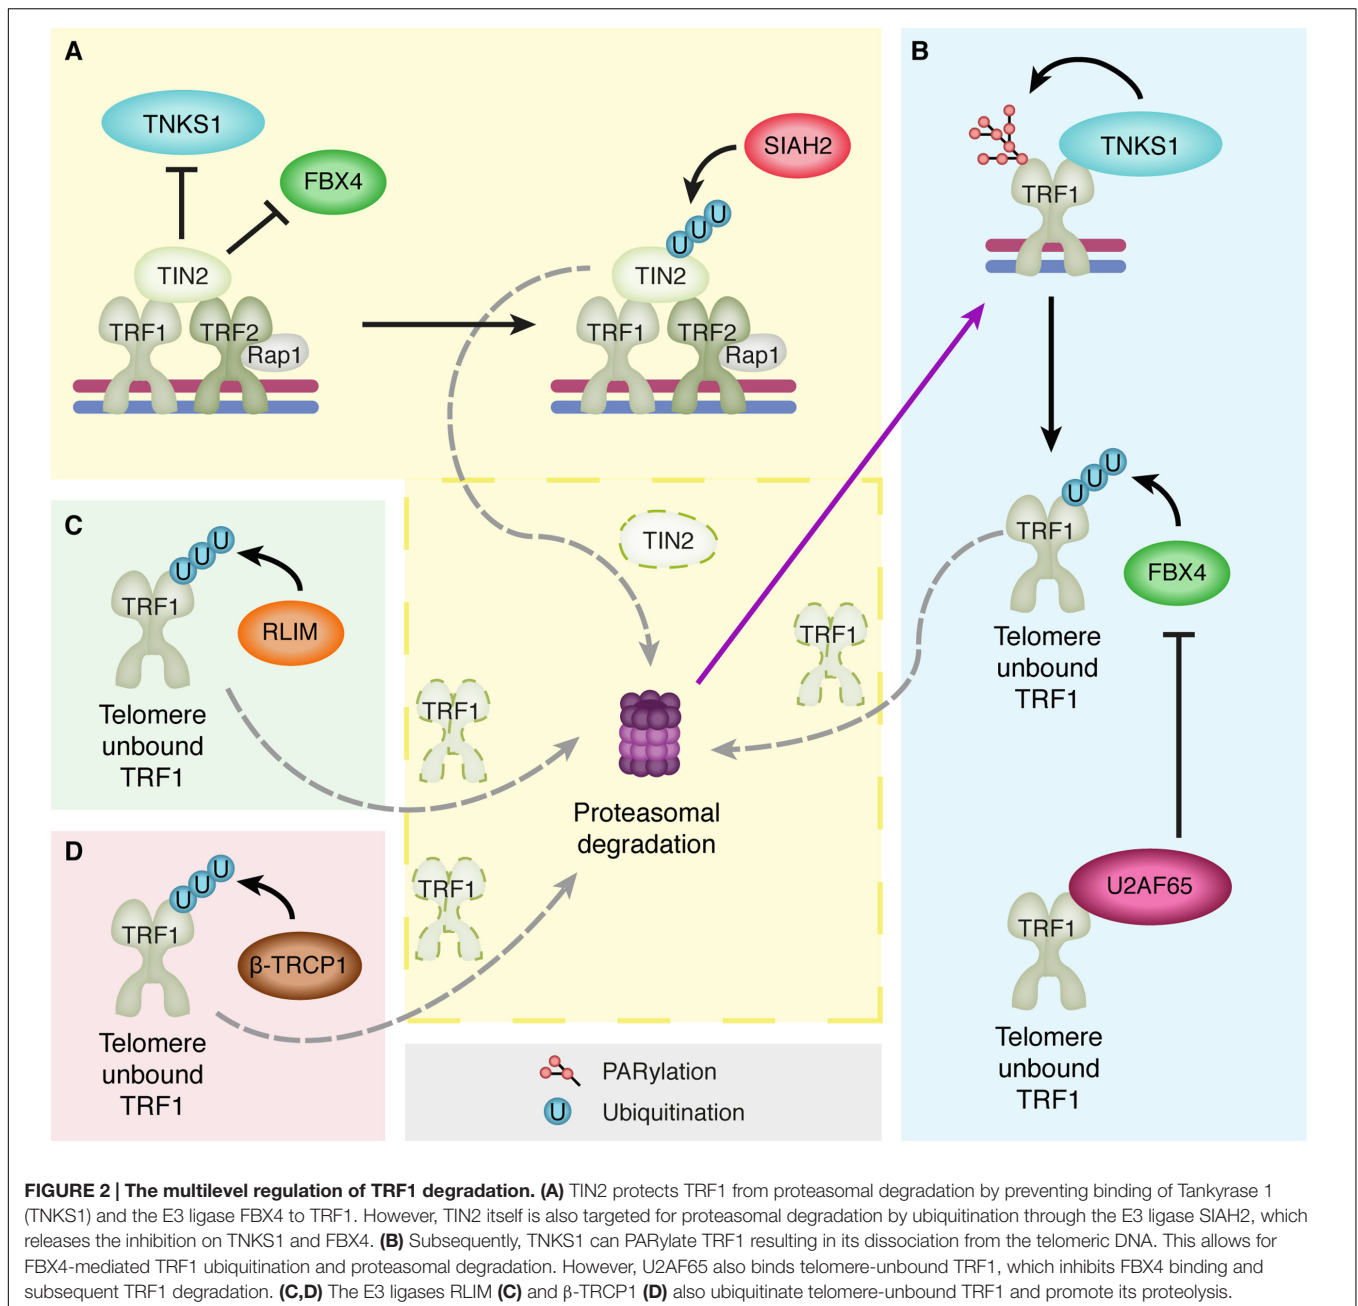 A
TNKS1
FBX4
TIN2
TRF1
TRF2
Rap1
SIAH2
U
U
U
TIN2
TRF1
TRF2
Rap1
B
TNKS1
TRF1
U
U
U
TRF1
FBX4
Telomere
unbound
TRF1
U2AF65
TRF1
Telomere
unbound
TRF1
C
U
U
U
TRF1
RLIM
Telomere
unbound
TRF1
D
U
U
U
TRF1
β-TRCP1
Telomere
unbound
TRF1
TIN2
TRF1
TRF1
TRF1
Proteasomal
degradation
PARylation
U
Ubiquitination
FIGURE 2 | The multilevel regulation of TRF1 degradation. (A) TIN2 protects TRF1 from proteasomal degradation by preventing binding of Tankyrase 1
(TNKS1) and the E3 ligase FBX4 to TRF1. However, TIN2 itself is also targeted for proteasomal degradation by ubiquitination through the E3 ligase SIAH2, which
releases the inhibition on TNKS1 and FBX4. (B) Subsequently, TNKS1 can PARylate TRF1 resulting in its dissociation from the telomeric DNA. This allows for
FBX4-mediated TRF1 ubiquitination and proteasomal degradation. However, U2AF65 also binds telomere-unbound TRF1, which inhibits FBX4 binding and
subsequent TRF1 degradation. (C,D) The E3 ligases RLIM (C) and β-TRCP1 (D) also ubiquitinate telomere-unbound TRF1 and promote its proteolysis.